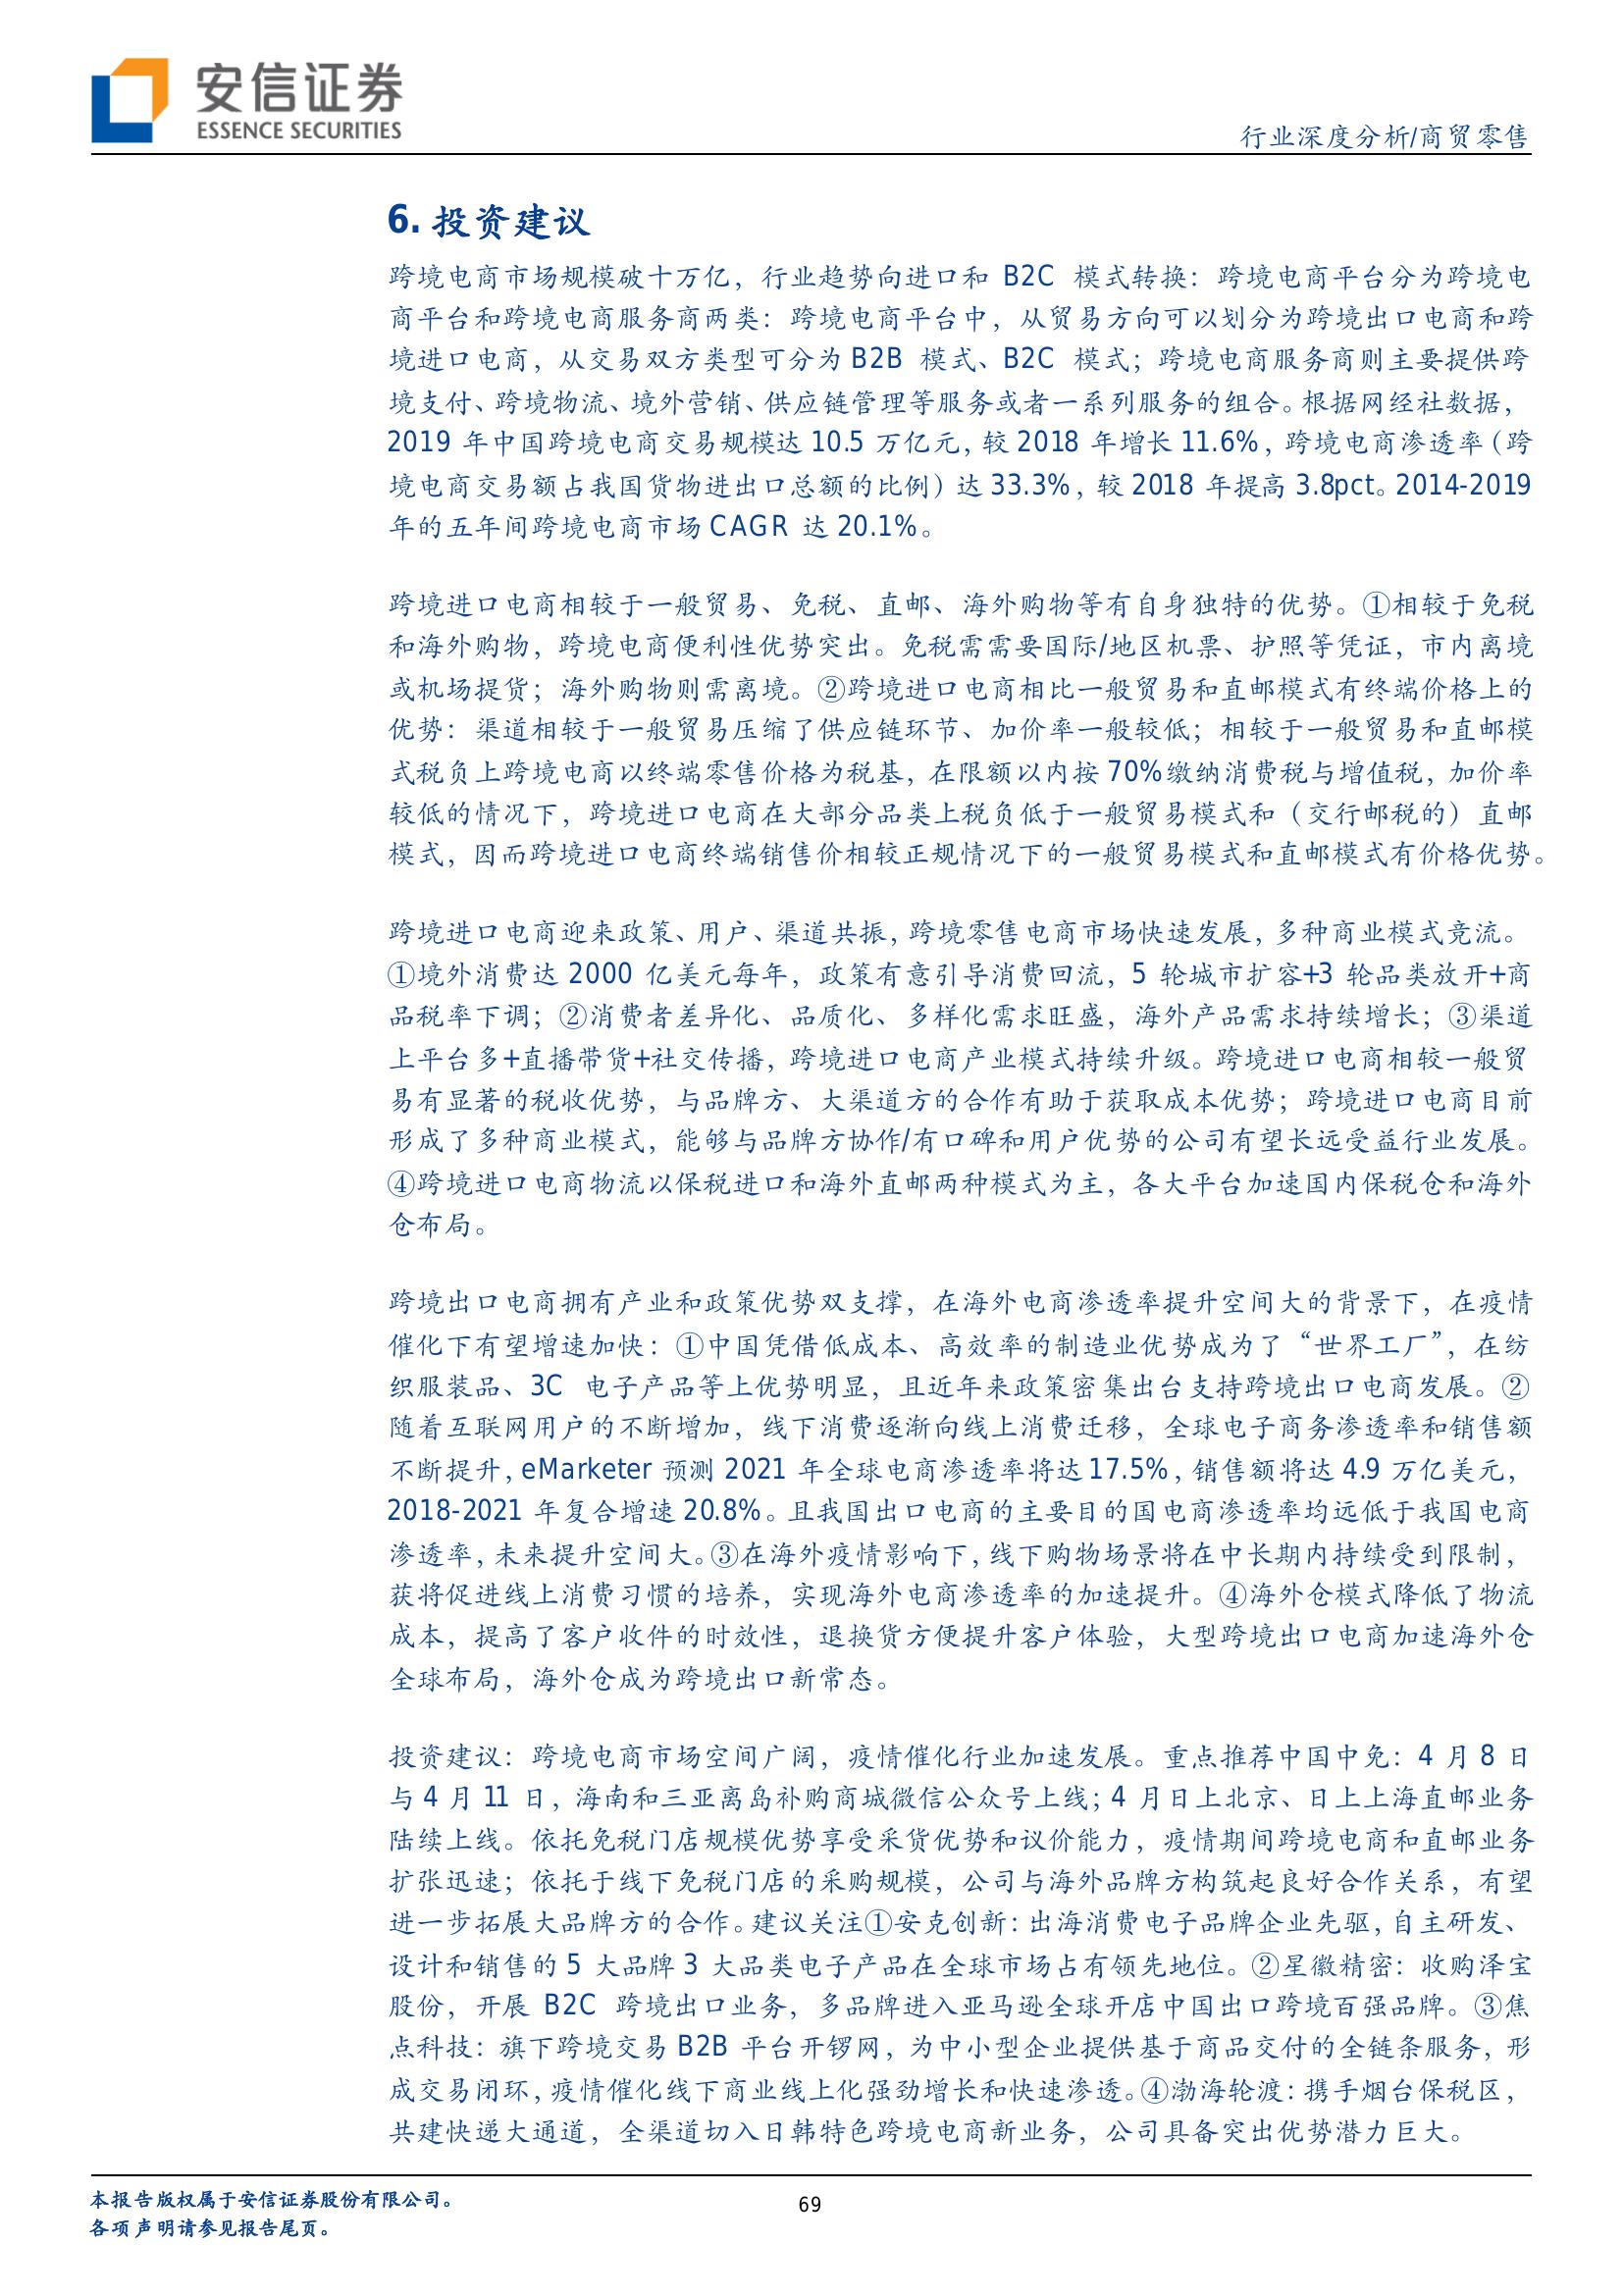 安信证券
ESSENCE SECURITIES
行业深度分析/商贸零售
6. 投资建议
跨境电商市场规模破十万亿，行业趋势向进口和 B2C 模式转换：跨境电商平台分为跨境电
商平台和跨境电商服务商两类：跨境电商平台中，从贸易方向可以划分为跨境出口电商和跨
境进口电商，从交易双方类型可分为 B2B 模式、B2C 模式；跨境电商服务商则主要提供跨
境支付、跨境物流、境外营销、供应链管理等服务或者一系列服务的组合。根据网经社数据，
2019 年中国跨境电商交易规模达 10.5 万亿元，较 2018 年增长 11.6%，跨境电商渗透率（跨
境电商交易额占我国货物进出口总额的比例）达 33.3%，较 2018 年提高 3.8pct。2014-2019
年的五年间跨境电商市场 CAGR 达 20.1%。
跨境进口电商相较于一般贸易、免税、直邮、海外购物等有自身独特的优势。①相较于免税
和海外购物，跨境电商便利性优势突出。免税需需要国际/地区机票、护照等凭证，市内离境
或机场提货；海外购物则需离境。②跨境进口电商相比一般贸易和直邮模式有终端价格上的
优势：渠道相较于一般贸易压缩了供应链环节、加价率一般较低；相较于一般贸易和直邮模
式税负上跨境电商以终端零售价格为税基，在限额以内按 70%缴纳消费税与增值税，加价率
较低的情况下，跨境进口电商在大部分品类上税负低于一般贸易模式和（交行邮税的）直邮
模式，因而跨境进口电商终端销售价相较正规情况下的一般贸易模式和直邮模式有价格优势。
跨境进口电商迎来政策、用户、渠道共振，跨境零售电商市场快速发展，多种商业模式竞流。
①境外消费达 2000 亿美元每年，政策有意引导消费回流，5 轮城市扩容+3 轮品类放开+商
品税率下调；②消费者差异化、品质化、多样化需求旺盛，海外产品需求持续增长；③渠道
上平台多+直播带货+社交传播，跨境进口电商产业模式持续升级。跨境进口电商相较一般贸
易有显著的税收优势，与品牌方、大渠道方的合作有助于获取成本优势；跨境进口电商目前
形成了多种商业模式，能够与品牌方协作/有口碑和用户优势的公司有望长远受益行业发展。
④跨境进口电商物流以保税进口和海外直邮两种模式为主，各大平台加速国内保税仓和海外
仓布局。
跨境出口电商拥有产业和政策优势双支撑，在海外电商渗透率提升空间大的背景下，在疫情
催化下有望增速加快：①中国凭借低成本、高效率的制造业优势成为了“世界工厂”，在纺
织服装品、3C 电子产品等上优势明显，且近年来政策密集出台支持跨境出口电商发展。②
随着互联网用户的不断增加，线下消费逐渐向线上消费迁移，全球电子商务渗透率和销售额
不断提升，eMarketer 预测 2021 年全球电商渗透率将达 17.5%，销售额将达 4.9 万亿美元，
2018-2021 年复合增速 20.8%。且我国出口电商的主要目的国电商渗透率均远低于我国电商
渗透率，未来提升空间大。③在海外疫情影响下，线下购物场景将在中长期内持续受到限制，
获将促进线上消费习惯的培养，实现海外电商渗透率的加速提升。④海外仓模式降低了物流
成本，提高了客户收件的时效性，退换货方便提升客户体验，大型跨境出口电商加速海外仓
全球布局，海外仓成为跨境出口新常态。
投资建议：跨境电商市场空间广阔，疫情催化行业加速发展。重点推荐中国中免：4 月 8 日
与 4 月 11 日，海南和三亚离岛补购商城微信公众号上线；4 月日上北京、日上上海直邮业务
陆续上线。依托免税门店规模优势享受采货优势和议价能力，疫情期间跨境电商和直邮业务
扩张迅速；依托于线下免税门店的采购规模，公司与海外品牌方构筑起良好合作关系，有望
进一步拓展大品牌方的合作。建议关注①安克创新：出海消费电子品牌企业先驱，自主研发、
设计和销售的 5 大品牌 3 大品类电子产品在全球市场占有领先地位。②星徽精密：收购泽宝
股份，开展 B2C 跨境出口业务，多品牌进入亚马逊全球开店中国出口跨境百强品牌。③焦
点科技：旗下跨境交易 B2B 平台开锣网，为中小型企业提供基于商品交付的全链条服务，形
成交易闭环，疫情催化线下商业线上化强劲增长和快速渗透。④渤海轮渡：携手烟台保税区，
共建快递大通道，全渠道切入日韩特色跨境电商新业务，公司具备突出优势潜力巨大。
本报告版权属于安信证券股份有限公司。
69
各项声明请参见报告尾页。